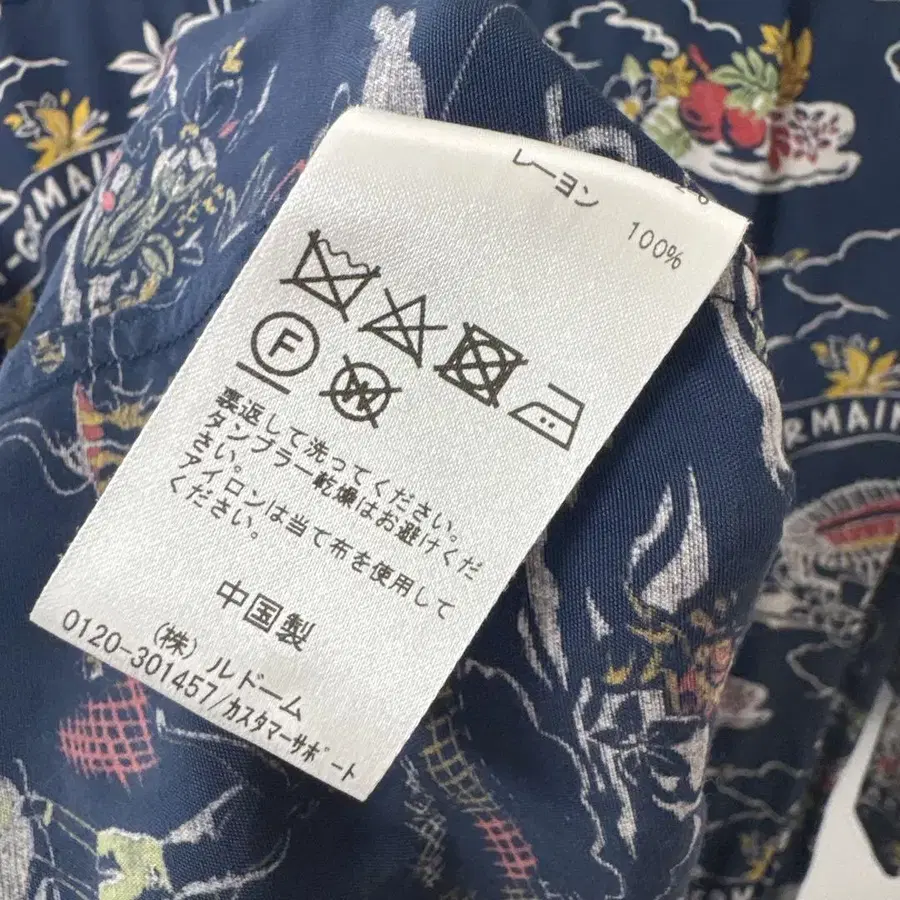 レーヨン
100%
F
W
裏返して洗ってください。
タンブラー乾燥はお避けくだ
さい。
アイロンは当て布を使用して
ください。
中国製
(株)ルドーム
0120-301457/カスタマーサポート
MAIN
RMAIN